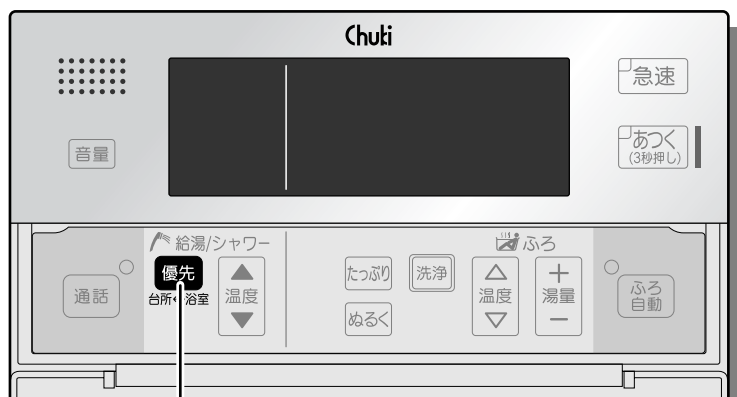 Chuki
急速
音量
あつく
(3秒押し)
給湯/シャワー
ふろ
通話
優先
台所↔浴室
温度
たっぷり
洗浄
ぬるく
温度
湯量
ふろ
自動